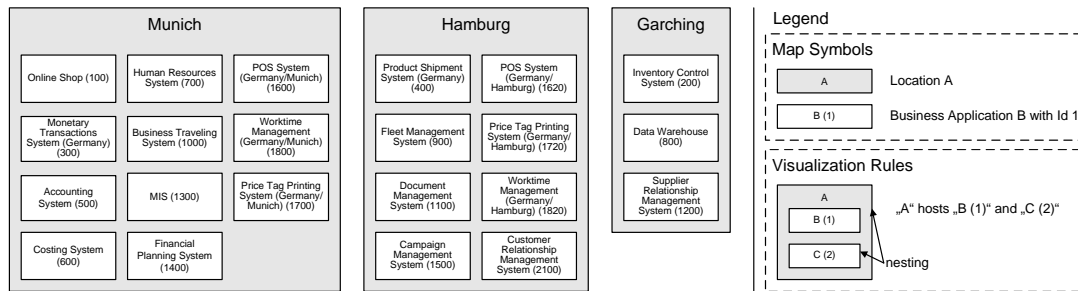 Munich
Online Shop (100)
Human Resources
System (700)
POS System
(Germany/Munich)
(1600)
Monetary
Transactions
System (Germany)
(300)
Business Traveling
System (1000)
Worktime
Management
(Germany/Munich)
(1800)
Accounting
System (500)
MIS (1300)
Price Tag Printing
System (Germany/
Munich) (1700)
Costing System
(600)
Financial
Planning System
(1400)
Hamburg
Product Shipment
System (Germany)
(400)
POS System
(Germany/
Hamburg) (1620)
Fleet Management
System (900)
Price Tag Printing
System (Germany/
Hamburg) (1720)
Document
Management
System (1100)
Worktime
Management
(Germany/
Hamburg) (1820)
Campaign
Management
System (1500)
Customer
Relationship
Management
System (2100)
Garching
Inventory Control
System (200)
Data Warehouse
(800)
Supplier
Relationship
Management
System (1200)
Legend
Map Symbols
A
Location A
B (1)
Business Application B with Id 1
Visualization Rules
A
B (1)
C (2)
„A“ hosts „B (1)“ and „C (2)“
nesting